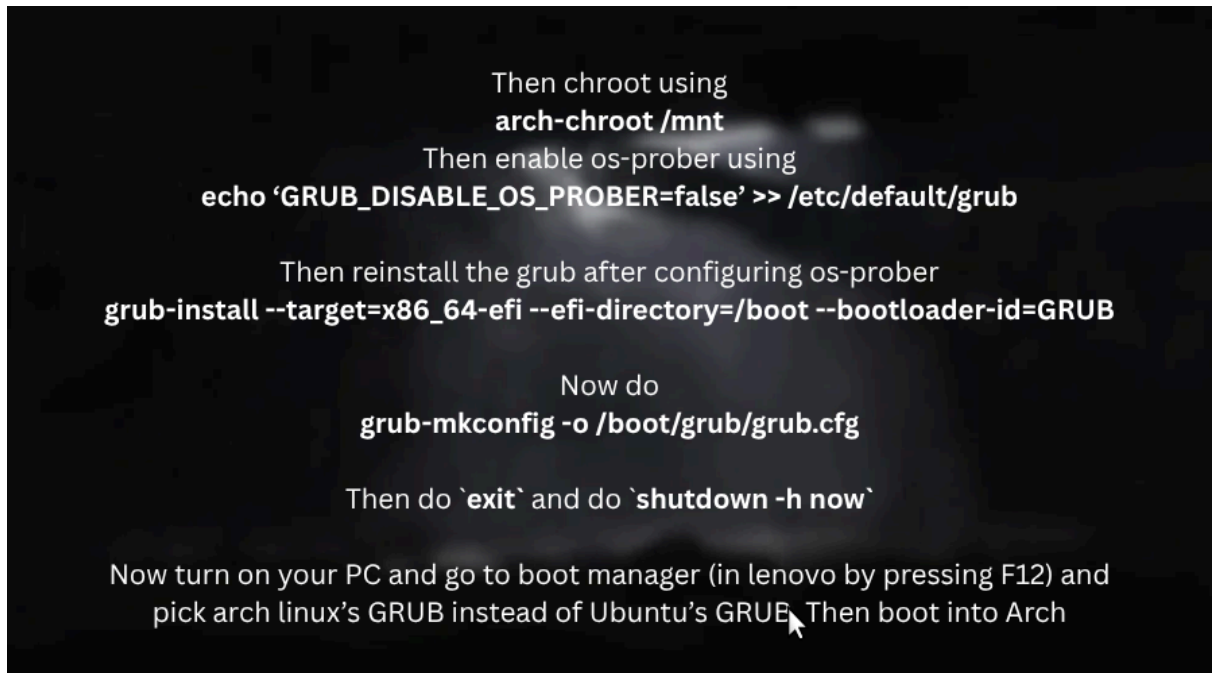 Then chroot using
arch-chroot /mnt
Then enable os-prober using
echo ‘GRUB_DISABLE_OS_PROBER=false’ >> /etc/default/grub
Then reinstall the grub after configuring os-prober
grub-install --target=x86_64-efi --efi-directory=/boot --bootloader-id=GRUB
Now do
grub-mkconfig -o /boot/grub/grub.cfg
Then do `exit` and do `shutdown -h now`
Now turn on your PC and go to boot manager (in lenovo by pressing F12) and
pick arch linux’s GRUB instead of Ubuntu’s GRUB. Then boot into Arch